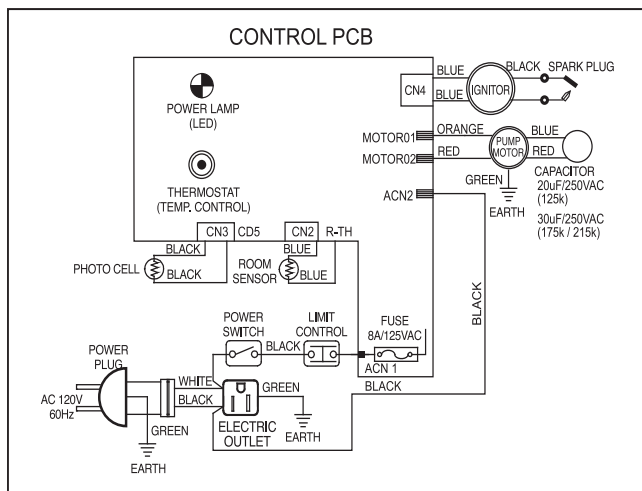 CONTROL PCB
POWER LAMP
(LED)
THERMOSTAT
(TEMP. CONTROL)
CN4
BLUE
BLUE
IGNITOR
BLACK
SPARK PLUG
MOTOR01
ORANGE
MOTOR02
RED
PUMP
MOTOR
BLUE
RED
GREEN
EARTH
CAPACITOR
20uF/250VAC
(125k)
30uF/250VAC
(175k / 215k)
ACN2
BLACK
CN3
CD5
BLACK
BLACK
PHOTO CELL
CN2
R-TH
BLUE
BLUE
ROOM
SENSOR
POWER
SWITCH
BLACK
LIMIT
CONTROL
FUSE
8A/125VAC
ACN 1
BLACK
POWER
PLUG
AC 120V
60Hz
WHITE
BLACK
GREEN
EARTH
ELECTRIC
OUTLET
GREEN
EARTH